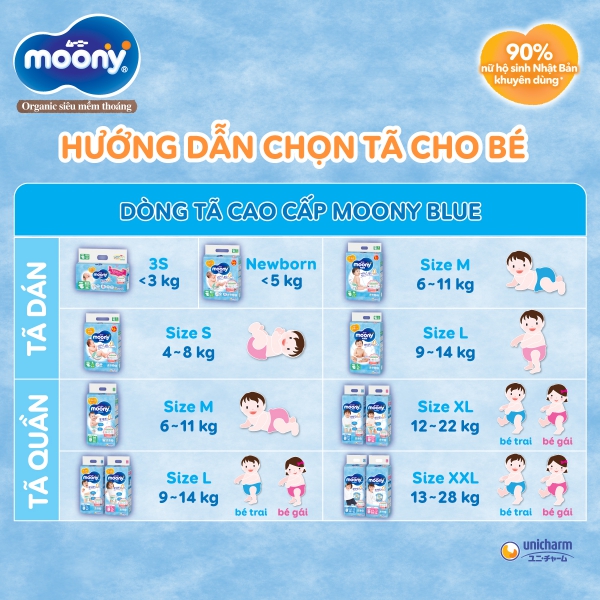 moony®
Organic siêu mềm thoáng
90%
nữ hộ sinh Nhật Bản
khuyên dùng*
HƯỚNG DẪN CHỌN TÃ CHO BÉ
DÒNG TÃ CAO CẤP MOONY BLUE
TÃ DÁN
3S
<3 kg
Newborn
<5 kg
Size M
6~11 kg
Size S
4~8 kg
Size L
9~14 kg
TÃ QUẦN
Size M
6~11 kg
Size XL
12~22 kg
bé trai
bé gái
Size L
9~14 kg
bé trai
bé gái
Size XXL
13~28 kg
bé trai
bé gái
unicharm
ユニ・チャーム